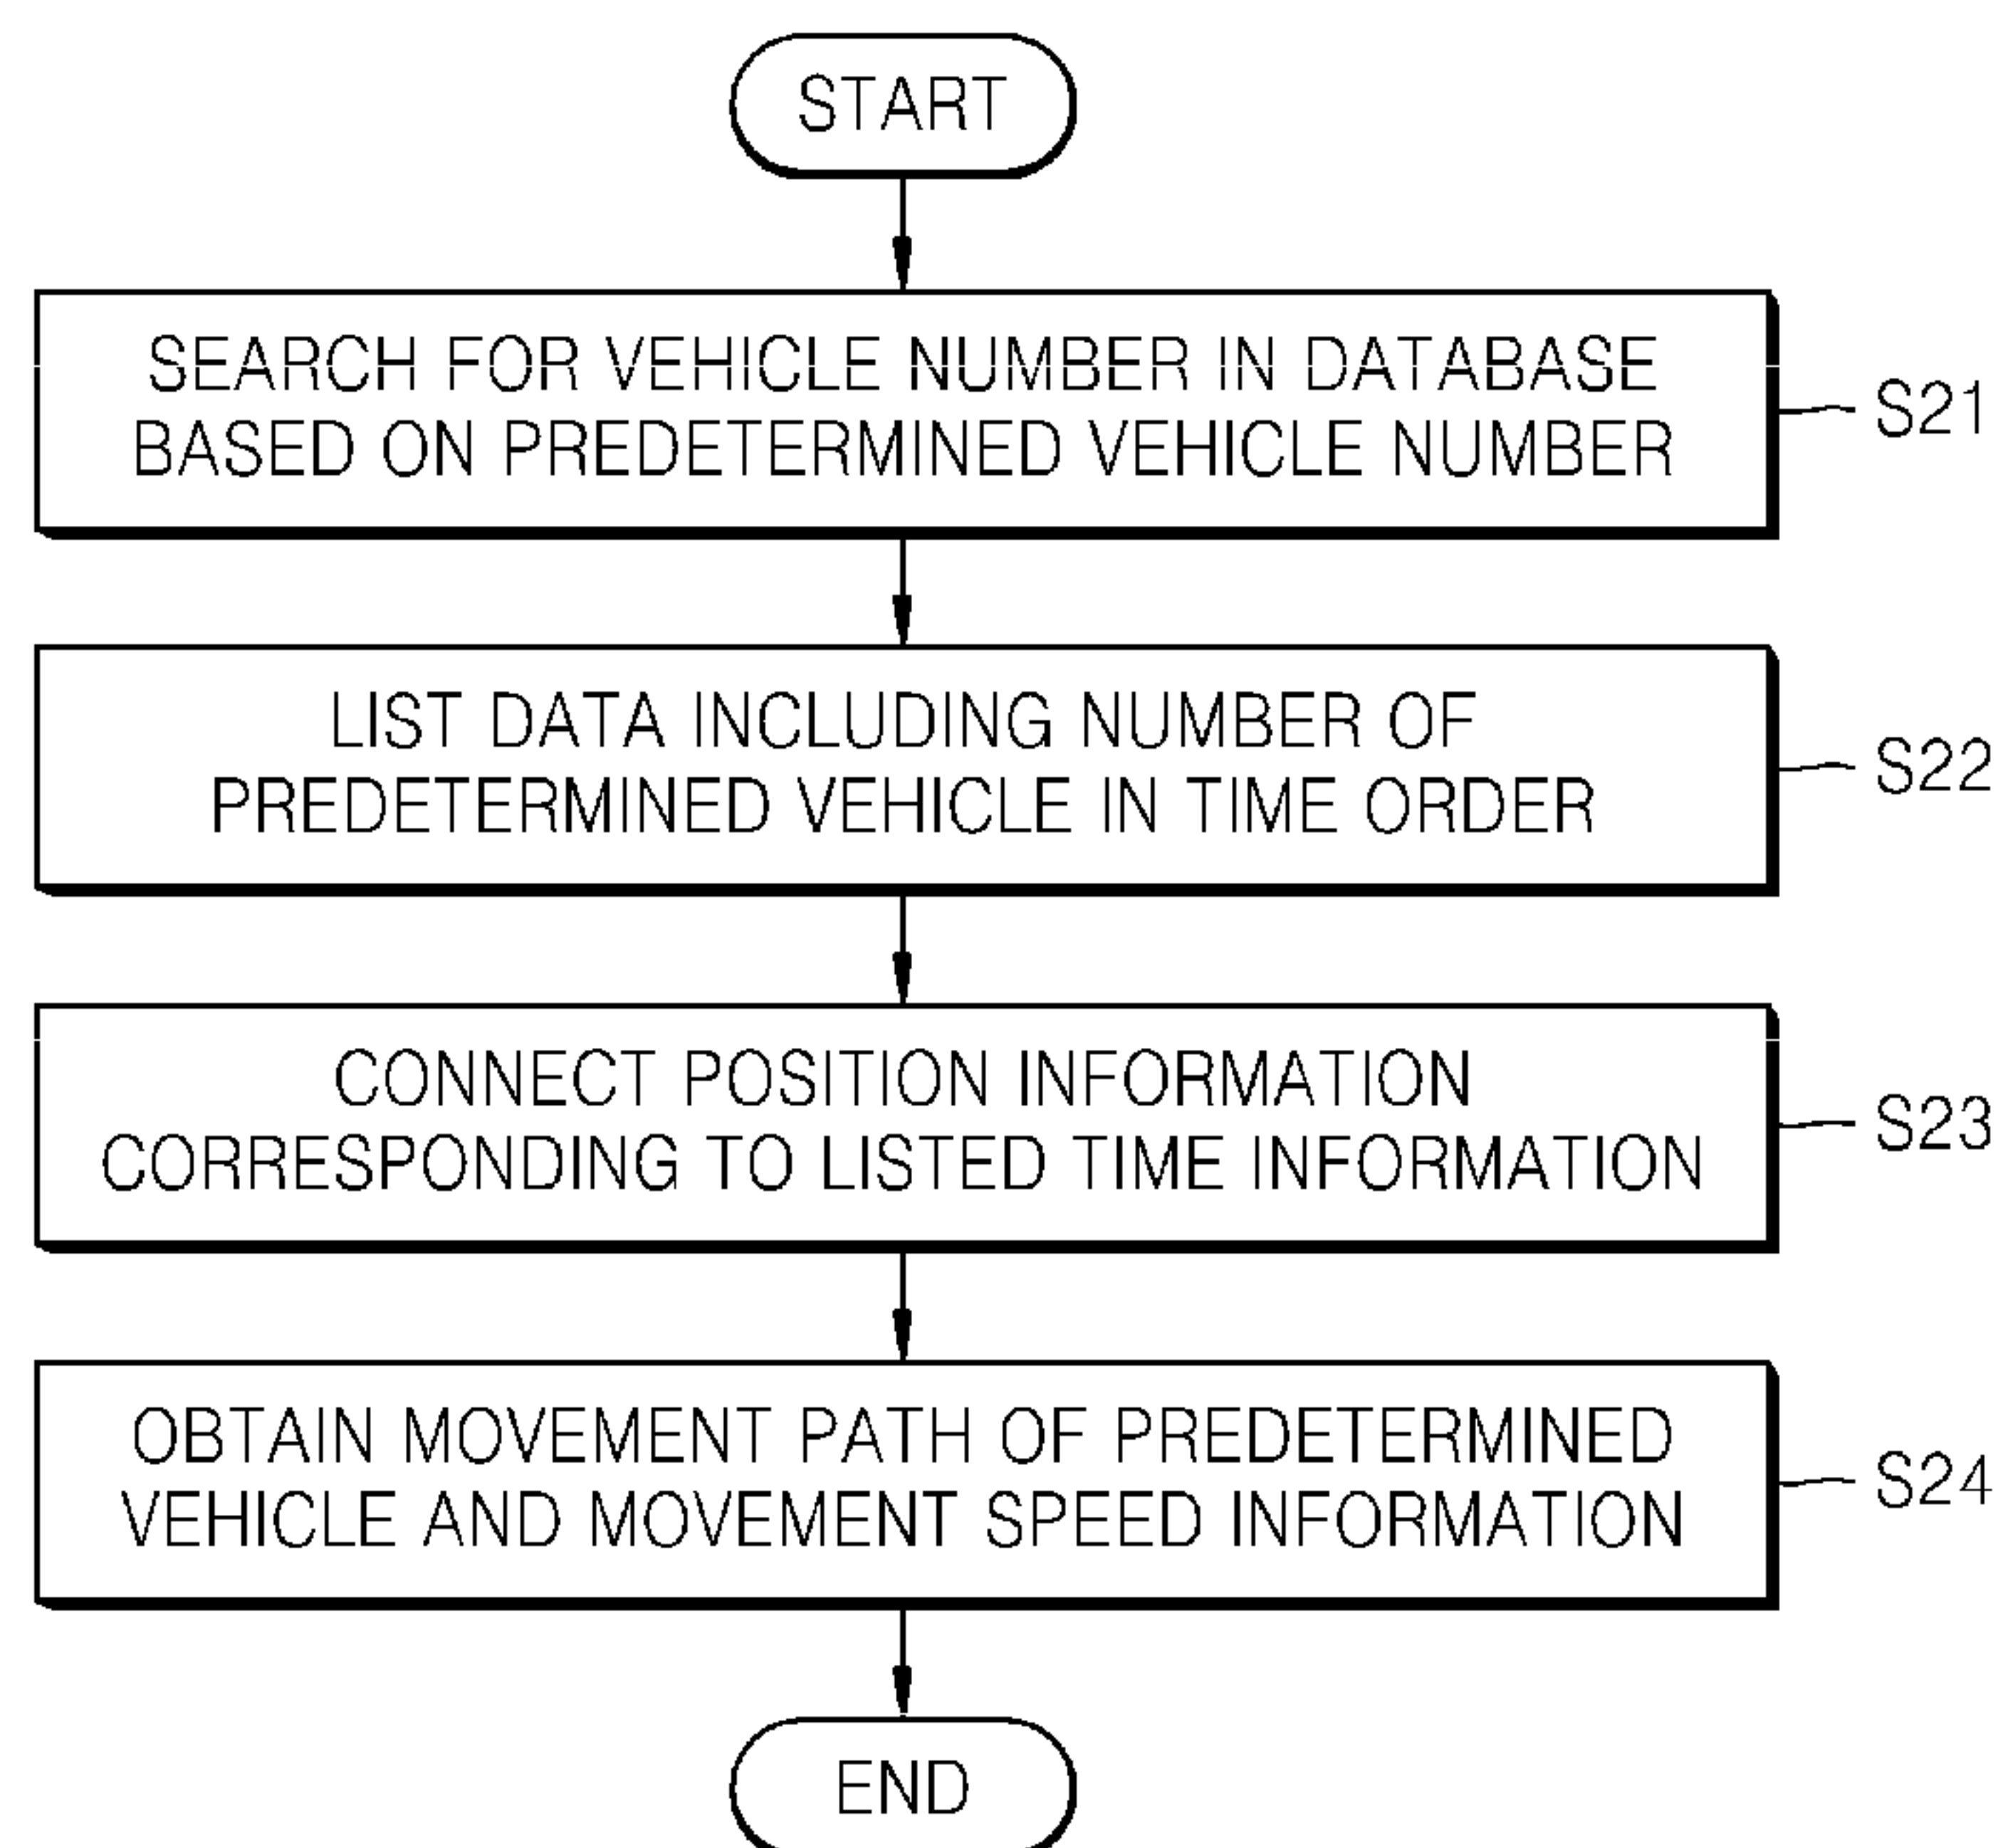 START
SEARCH FOR VEHICLE NUMBER IN DATABASE
BASED ON PREDETERMINED VEHICLE NUMBER
S21
LIST DATA INCLUDING NUMBER OF
PREDETERMINED VEHICLE IN TIME ORDER
S22
CONNECT POSITION INFORMATION
CORRESPONDING TO LISTED TIME INFORMATION
S23
OBTAIN MOVEMENT PATH OF PREDETERMINED
VEHICLE AND MOVEMENT SPEED INFORMATION
S24
END